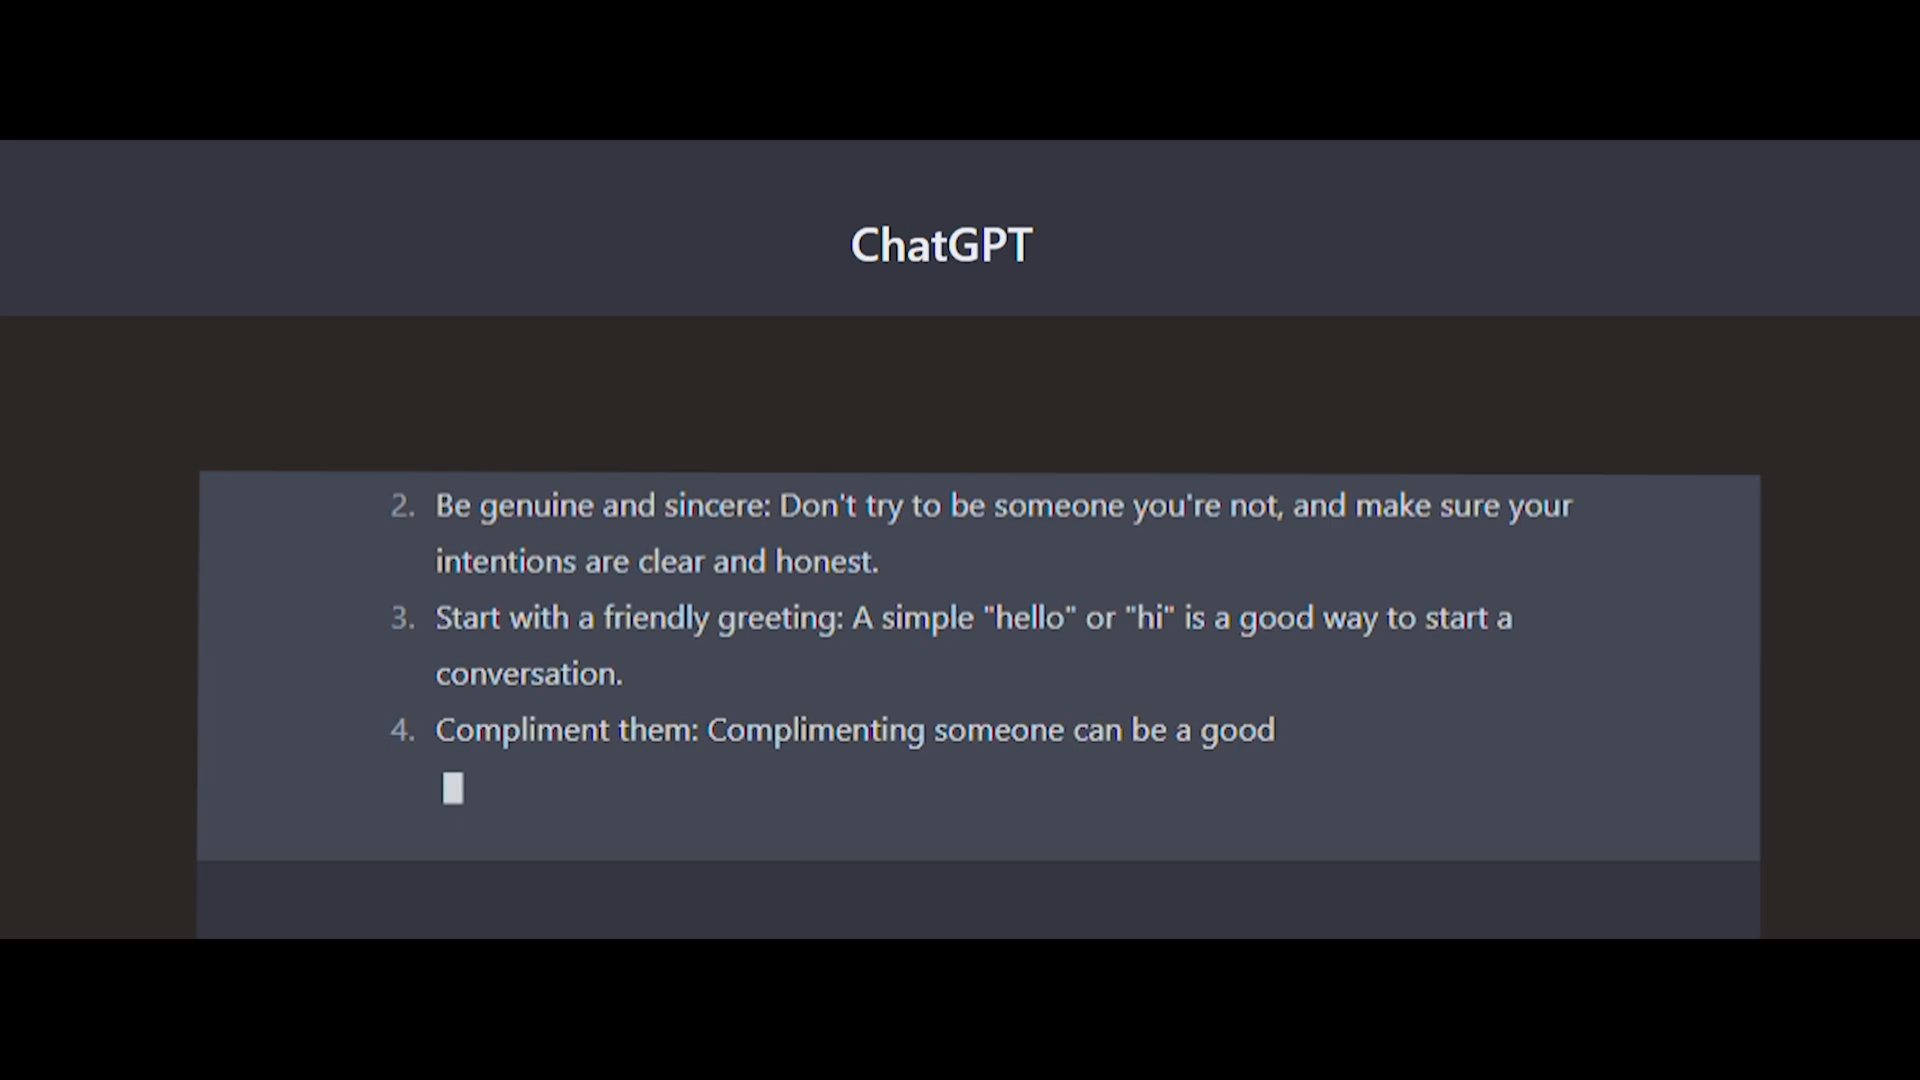 ChatGPT
2. Be genuine and sincere: Don't try to be someone you're not, and make sure your
intentions are clear and honest.
3. Start with a friendly greeting: A simple "hello" or "hi" is a good way to start a
conversation.
4. Compliment them: Complimenting someone can be a good